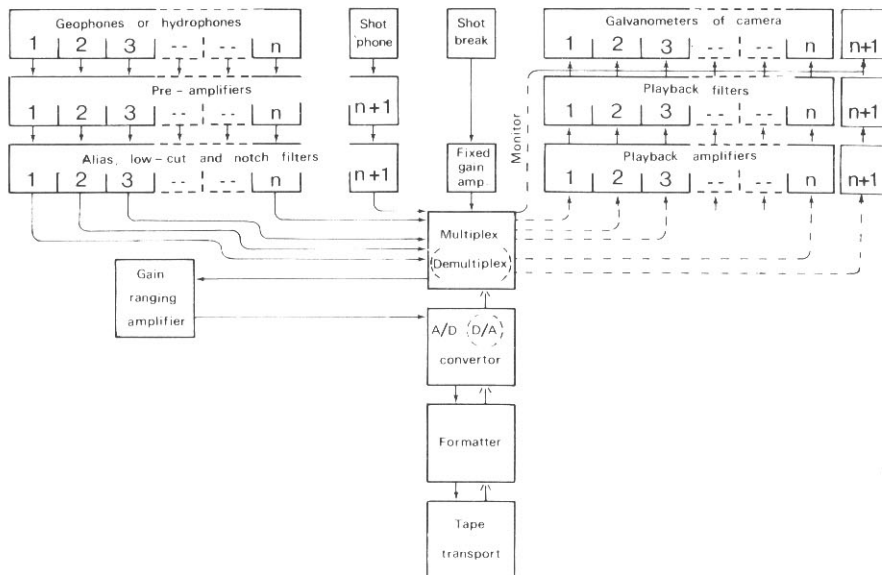 Geophones or hydrophones
1 2 3 -- -- n
Shot phone
Shot break
Galvanometers of camera
1 2 3 -- -- n
n+1
Pre-amplifiers
1 2 3 -- -- n
n+1
Playback filters
1 2 3 -- -- n
n+1
Monitor
Alias, low-cut and notch filters
1 2 3 -- -- n
n+1
Fixed gain amp.
Playback amplifiers
1 2 3 -- -- n
n+1
Multiplex
Demultiplex
Gain
ranging
amplifier
A/D D/A
convertor
Formatter
Tape
transport